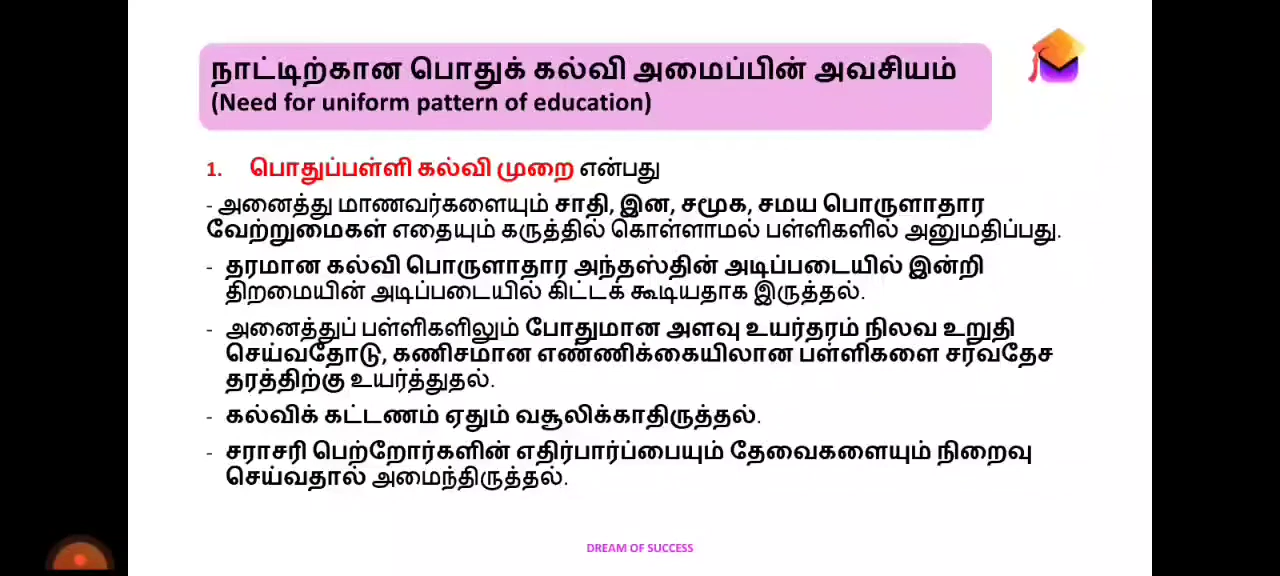 நாட்டிற்கான பொதுக் கல்வி அமைப்பின் அவசியம்
(Need for uniform pattern of education)
1. பொதுப்பள்ளி கல்வி முறை என்பது
- அனைத்து மாணவர்களையும் சாதி, இன, சமூக, சமய பொருளாதார
வேற்றுமைகள் எதையும் கருத்தில் கொள்ளாமல் பள்ளிகளில் அனுமதிப்பது.
- தரமான கல்வி பொருளாதார அந்தஸ்தின் அடிப்படையில் இன்றி
திறமையின் அடிப்படையில் கிட்டக் கூடியதாக இருத்தல்.
- அனைத்துப் பள்ளிகளிலும் போதுமான அளவு உயர்தரம் நிலவ உறுதி
செய்வதோடு, கணிசமான எண்ணிக்கையிலான பள்ளிகளை சர்வதேச
தரத்திற்கு உயர்த்துதல்.
- கல்விக் கட்டணம் ஏதும் வசூலிக்காதிருத்தல்.
- சராசரி பெற்றோர்களின் எதிர்பார்ப்பையும் தேவைகளையும் நிறைவு
செய்வதால் அமைந்திருத்தல்.
DREAM OF SUCCESS